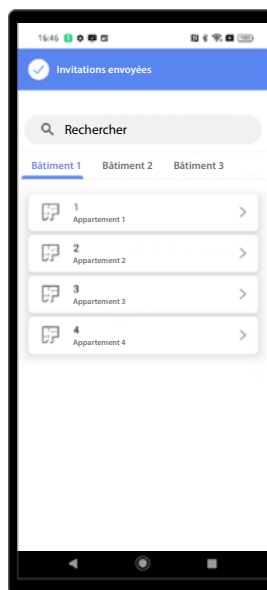 16:46
Invitations envoyées
Rechercher
Bâtiment 1 Bâtiment 2 Bâtiment 3
1
Appartement 1
2
Appartement 2
3
Appartement 3
4
Appartement 4